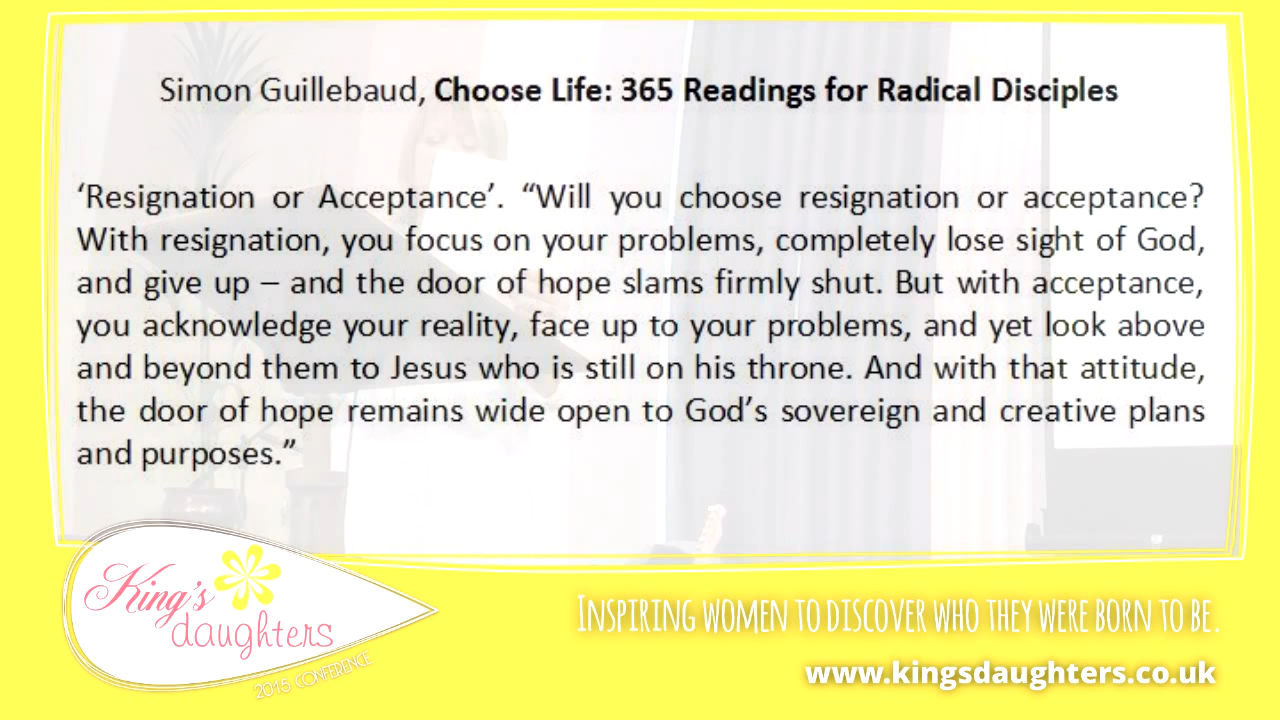 Simon Guillebaud, Choose Life: 365 Readings for Radical Disciples
‘Resignation or Acceptance’. “Will you choose resignation or acceptance?
With resignation, you focus on your problems, completely lose sight of God,
and give up – and the door of hope slams firmly shut. But with acceptance,
you acknowledge your reality, face up to your problems, and yet look above
and beyond them to Jesus who is still on his throne. And with that attitude,
the door of hope remains wide open to God’s sovereign and creative plans
and purposes.”
King's
daughters
2015 CONFERENCE
INSPIRING WOMEN TO DISCOVER WHO THEY WERE BORN TO BE.
www.kingsdaughters.co.uk